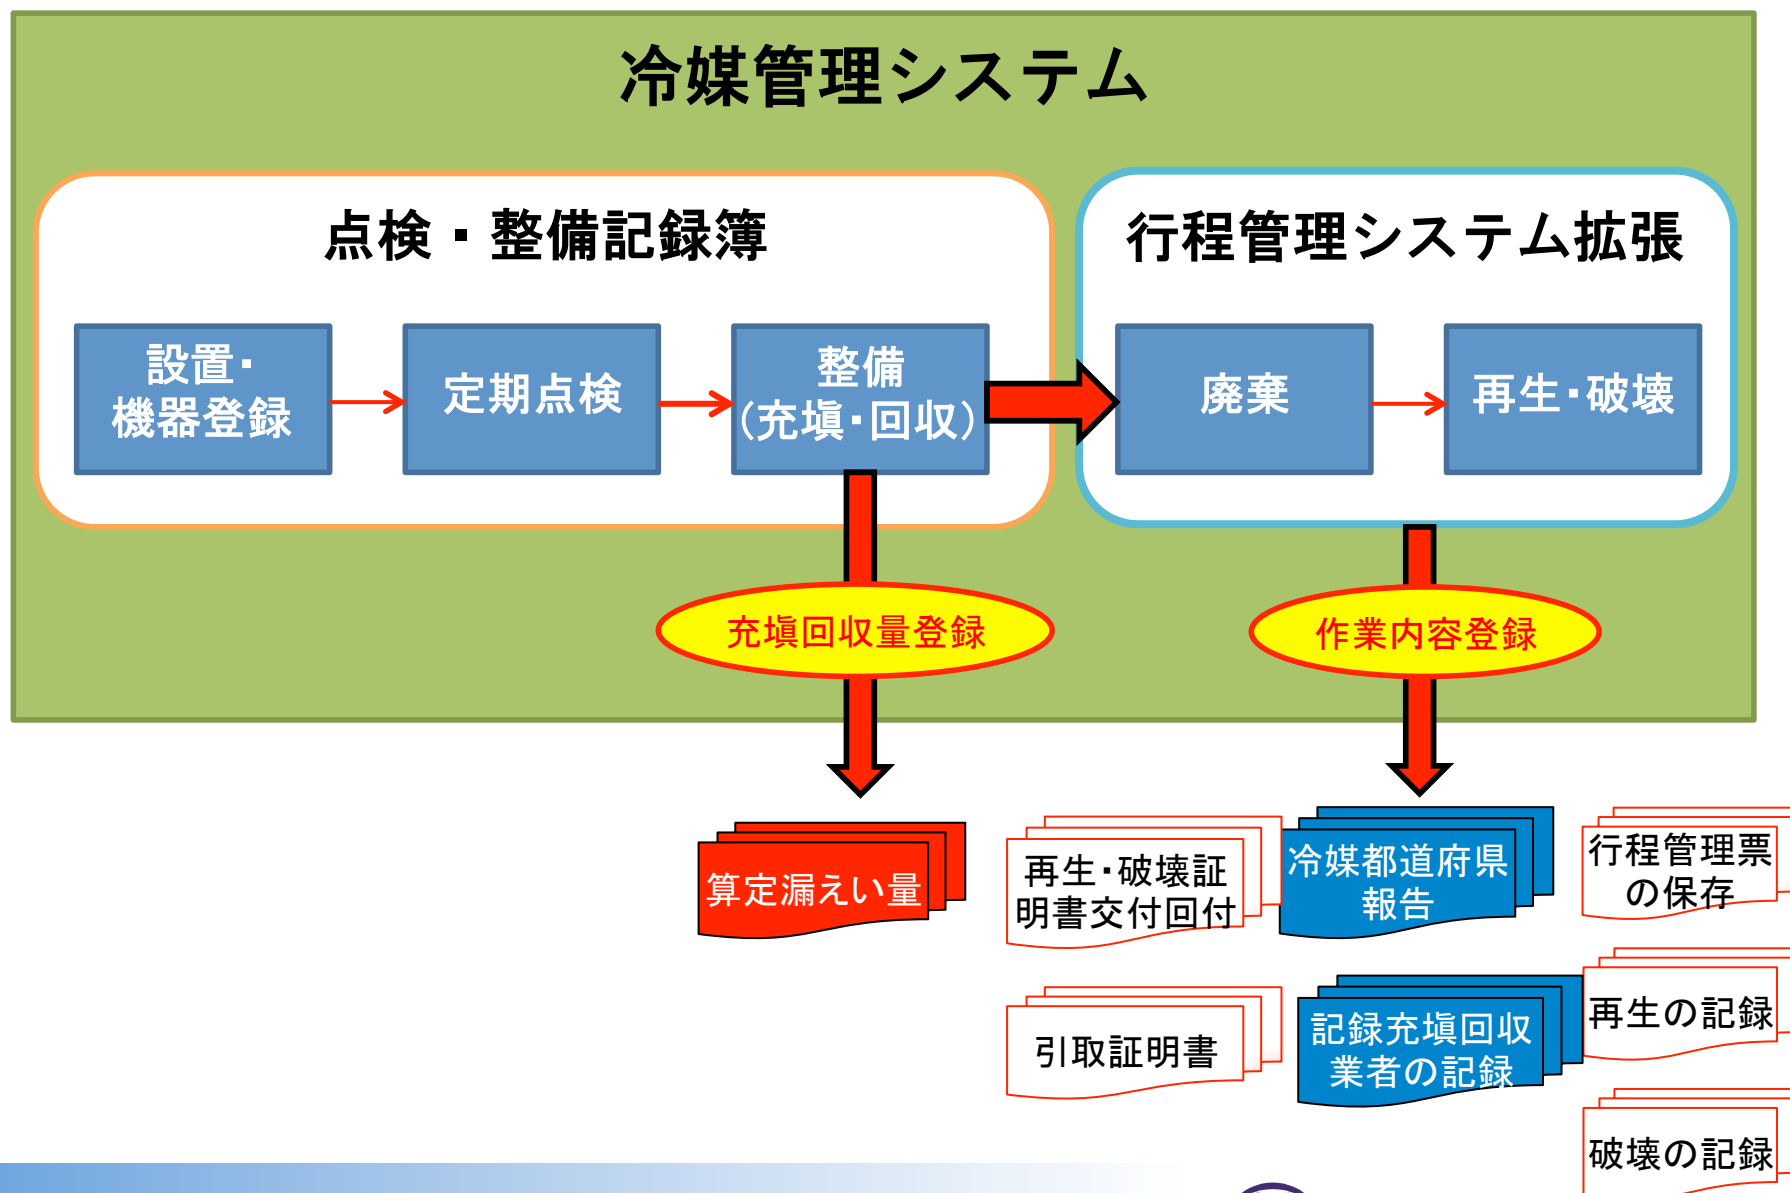 冷媒管理システム
点検・整備記録簿
設置・
機器登録
定期点検
整備
(充塡・回収)
行程管理システム拡張
廃棄
再生・破壊
充塡回収量登録
作業内容登録
算定漏えい量
再生・破壊証
明書交付回付
冷媒都道府県
報告
行程管理票
の保存
引取証明書
記録充塡回収
業者の記録
再生の記録
破壊の記録